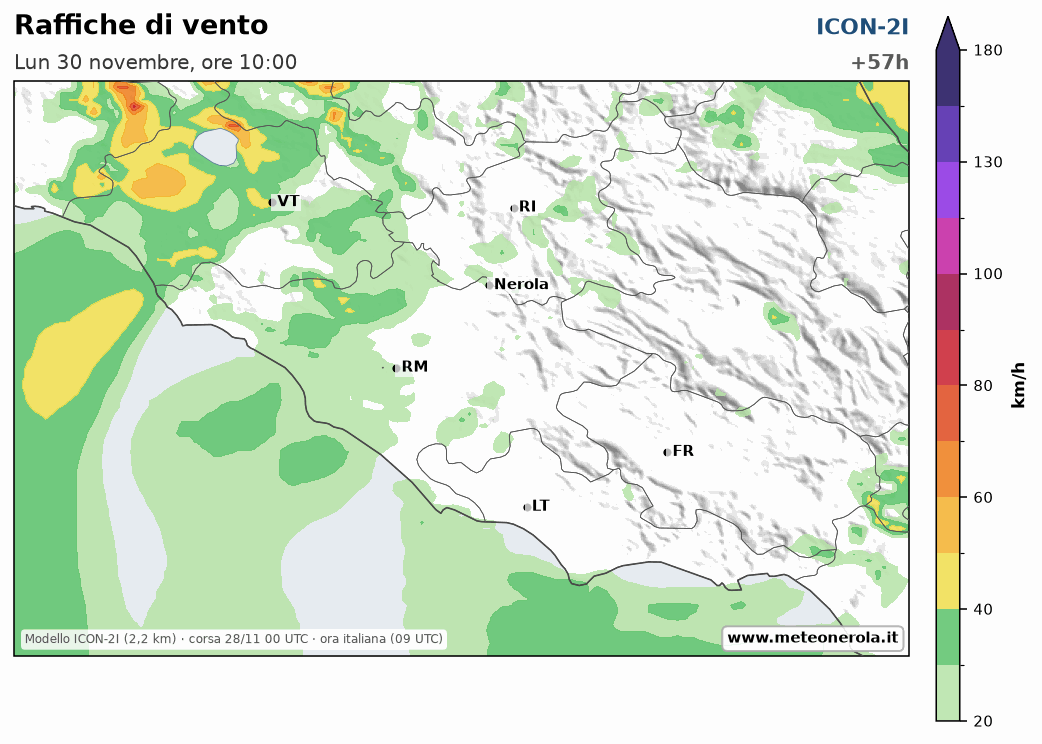 Raffiche di vento
ICON-2I
Lun 30 novembre, ore 10:00
+57h
VT
RI
Nerola
RM
FR
LT
Modello ICON-2I (2,2 km) · corsa 28/11 00 UTC · ora italiana (09 UTC)
www.meteonerola.it
180
130
100
80
60
40
20
km/h